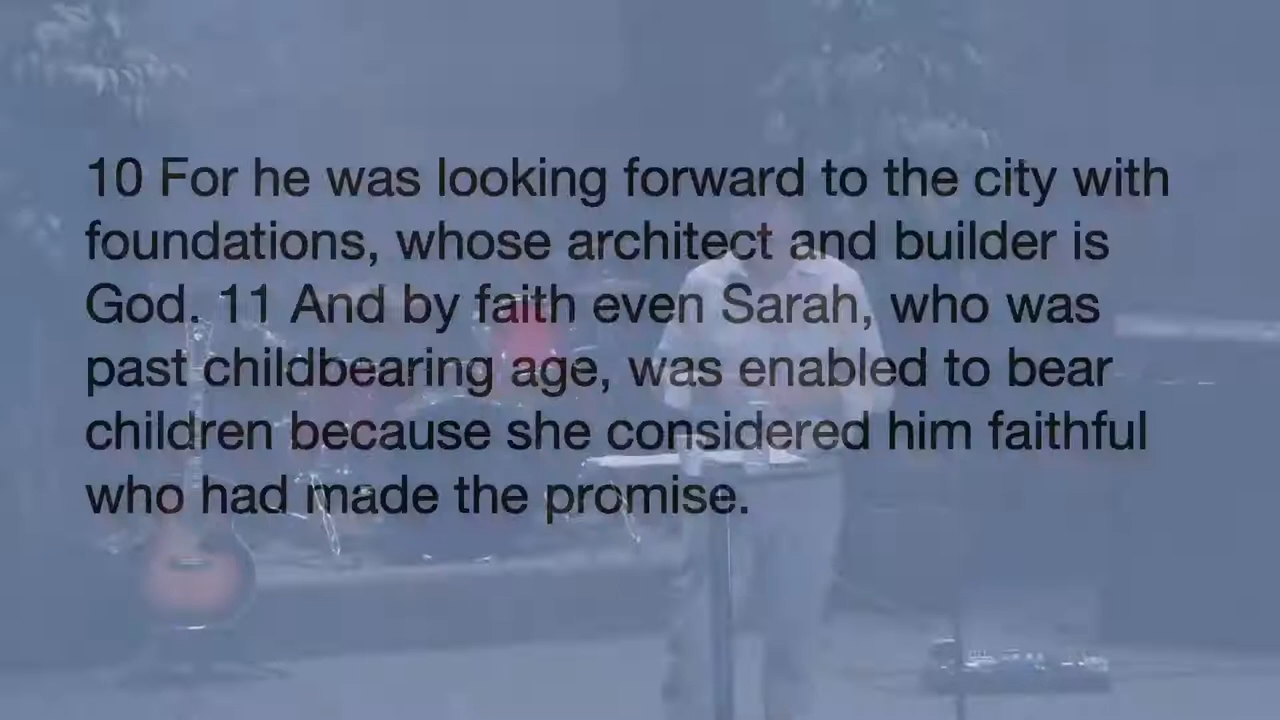 10 For he was looking forward to the city with
foundations, whose architect and builder is
God. 11 And by faith even Sarah, who was
past childbearing age, was enabled to bear
children because she considered him faithful
who had made the promise.